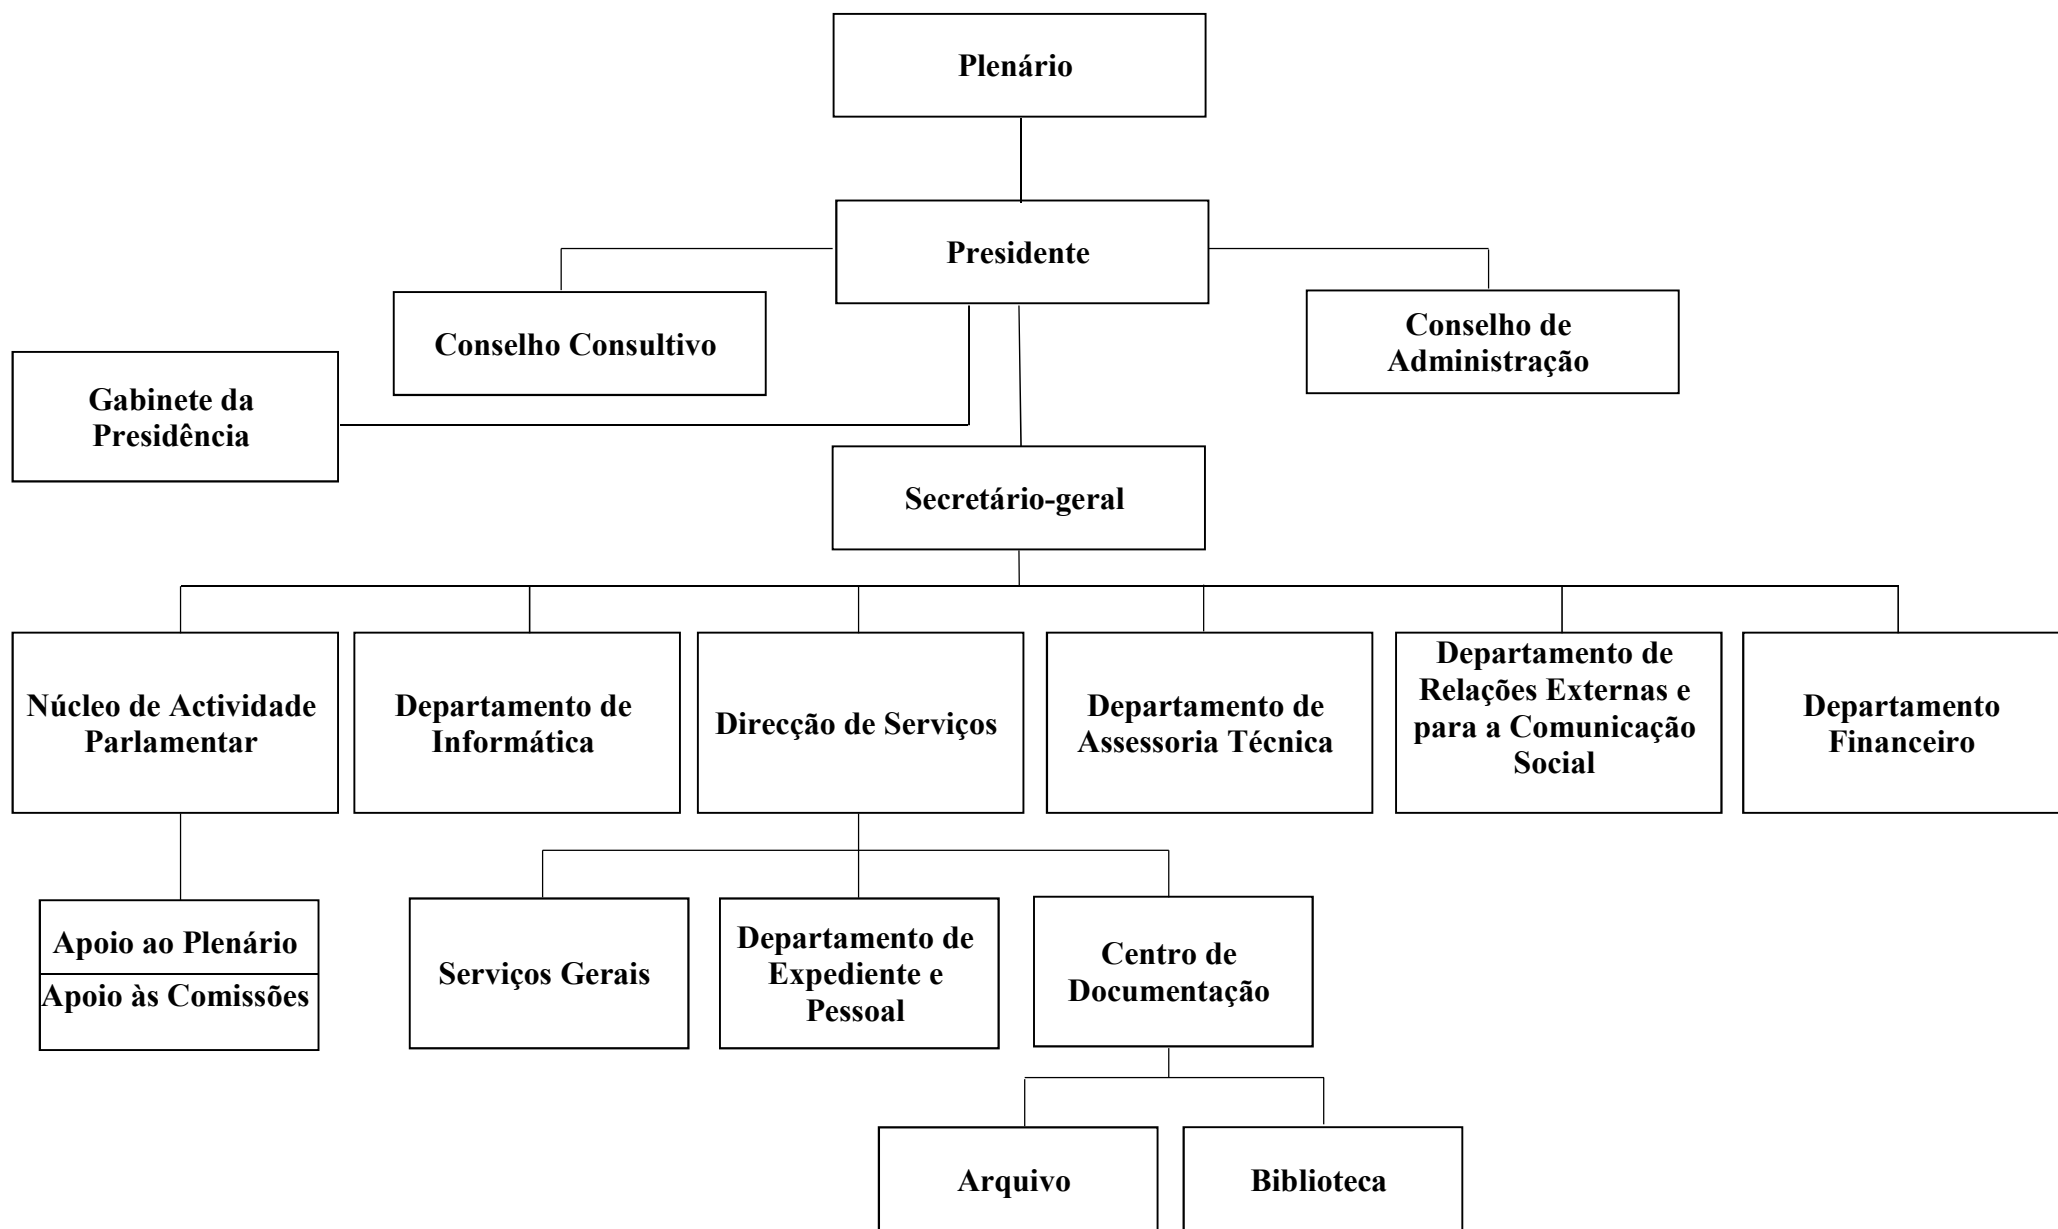 Plenário
Presidente
Conselho Consultivo
Conselho de
Administração
Gabinete da
Presidência
Secretário-geral
Núcleo de Actividade
Parlamentar
Departamento de
Informática
Direcção de Serviços
Departamento de
Assessoria Técnica
Departamento de
Relações Externas e
para a Comunicação
Social
Departamento
Financeiro
Apoio ao Plenário
Apoio às Comissões
Serviços Gerais
Departamento de
Expediente e
Pessoal
Centro de
Documentação
Arquivo
Biblioteca